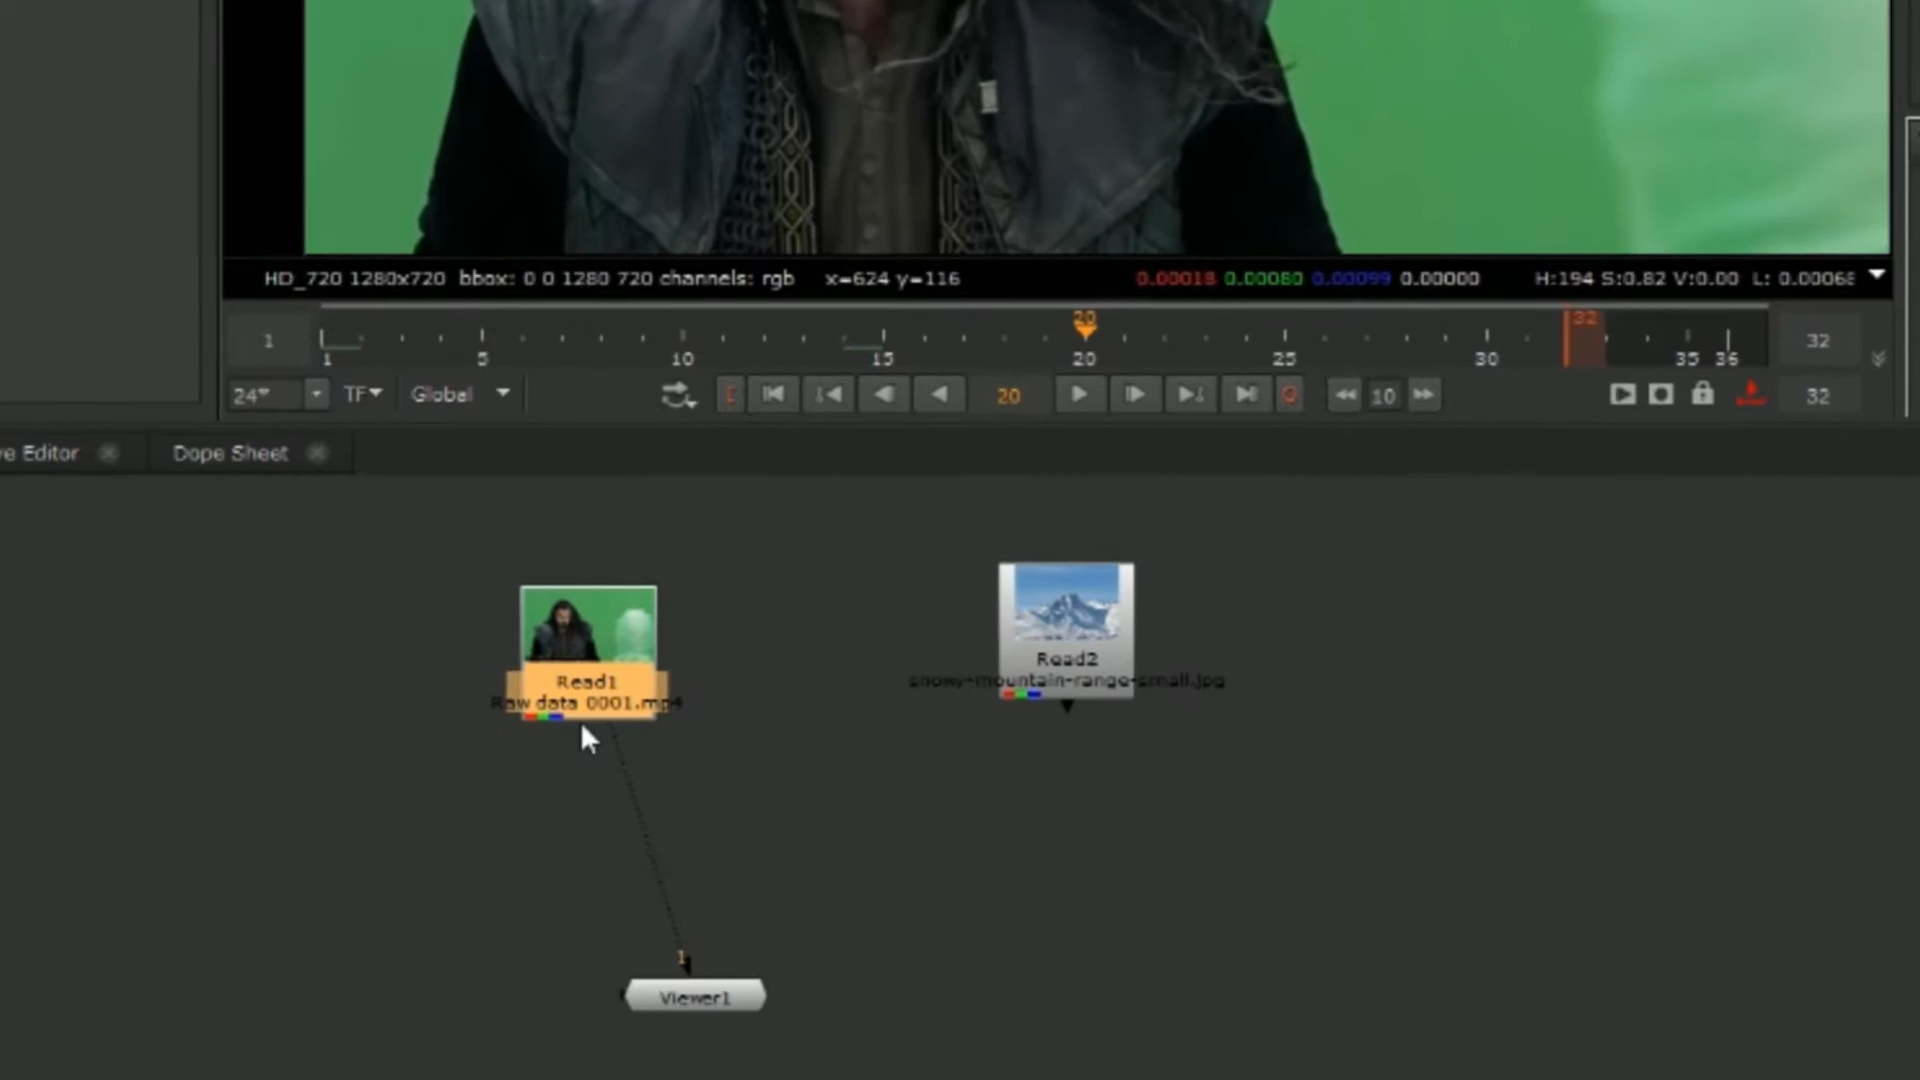 HD_720 1280x720 bbox: 0 0 1280 720 channels: rgb x=624 y=116 0.00018 0.00080 0.00099 0.00000 H:194 S:0.82 V:0.00 L: 0.00068
20 32
1 32
1 5 10 15 20 25 30 35 36
24* TF Global 20 10 32
ve Editor Dope Sheet
Read1
Raw data 0001.mp4
Read2
snowy-mountain-range-small.jpg
1
Viewer1